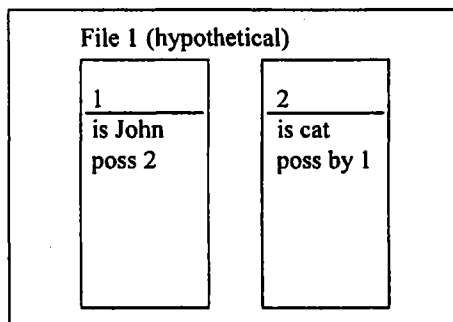 File 1 (hypothetical)
1
is John
poss 2
2
is cat
poss by 1